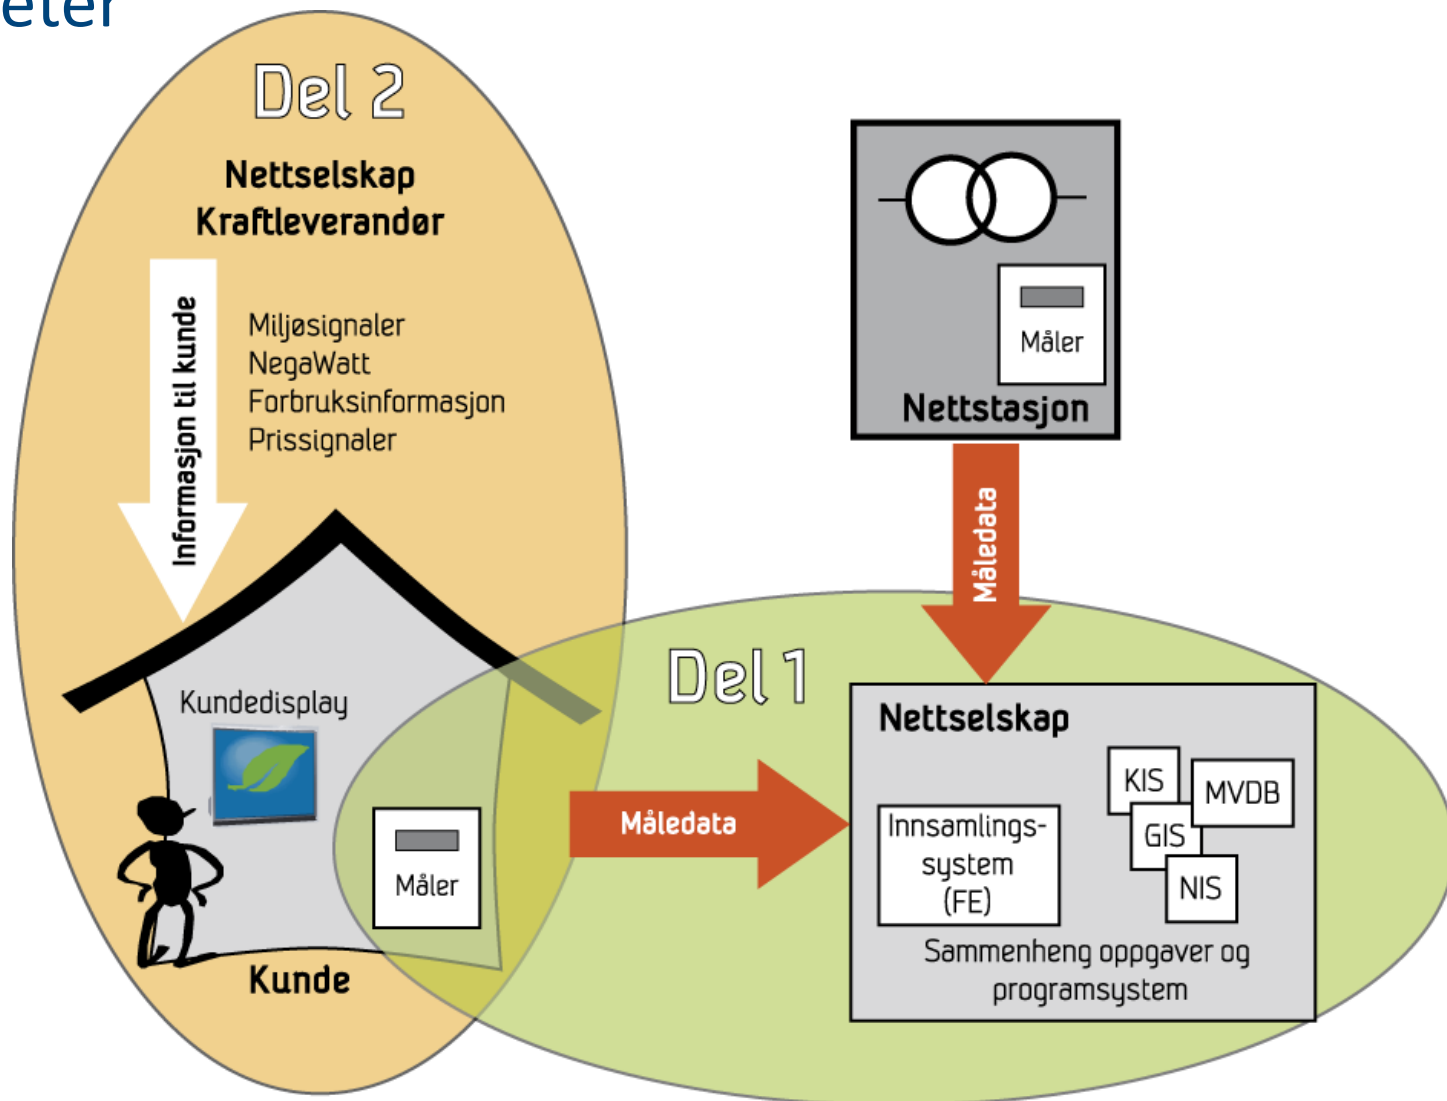 eter
Del 2
Nettselskap
Kraftleverandør
Informasjon til kunde
Miljøsignaler
NegaWatt
Forbruksinformasjon
Prissignaler
Kundedisplay
Måler
Kunde
Måler
Nettstasjon
Måledata
Del 1
Måledata
Nettselskap
Innsamlings-
system
(FE)
KIS
MVDB
GIS
NIS
Sammenheng oppgaver og
programsystem